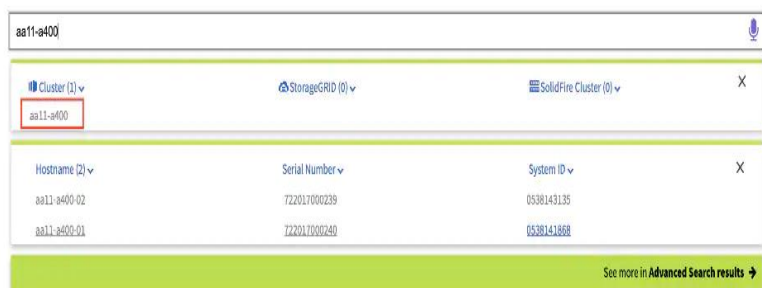 aa11-a400
Cluster (1) StorageGRID (0) SolidFire Cluster (0) X
aa11-a400
Hostname (2) Serial Number System ID X
aa11-a400-02 722017000239 0538143135
aa11-a400-01 722017000240 0538141868
See more in Advanced Search results →